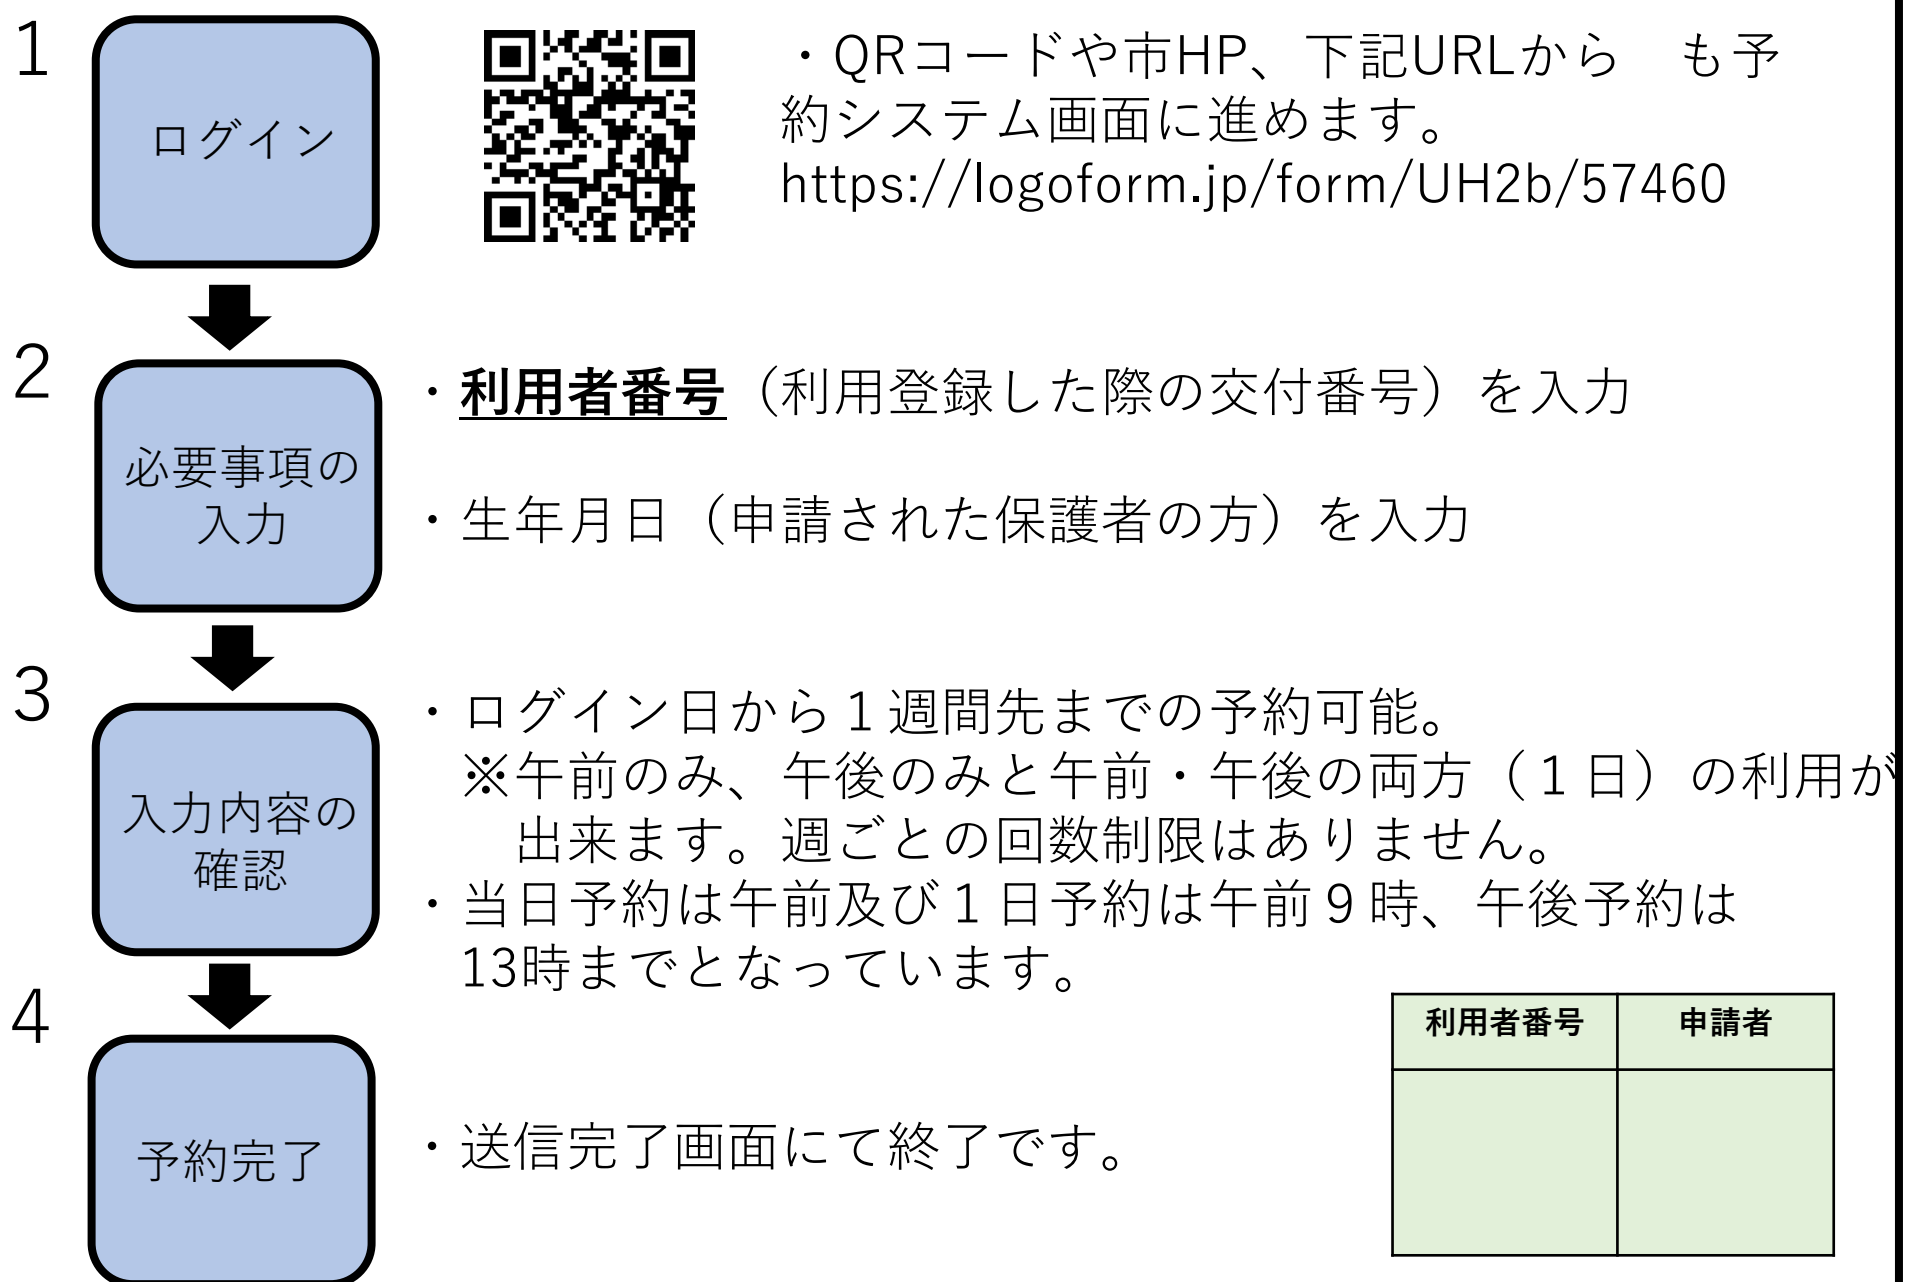 1
ログイン
・QRコードや市HP、下記URLから　も予
約システム画面に進めます。
https://logoform.jp/form/UH2b/57460
2
必要事項の
入力
・利用者番号（利用登録した際の交付番号）を入力
・生年月日（申請された保護者の方）を入力
3
入力内容の
確認
・ログイン日から１週間先までの予約可能。
※午前のみ、午後のみと午前・午後の両方（１日）の利用が
出来ます。週ごとの回数制限はありません。
・当日予約は午前及び１日予約は午前９時、午後予約は
13時までとなっています。
4
予約完了
・送信完了画面にて終了です。
利用者番号　申請者